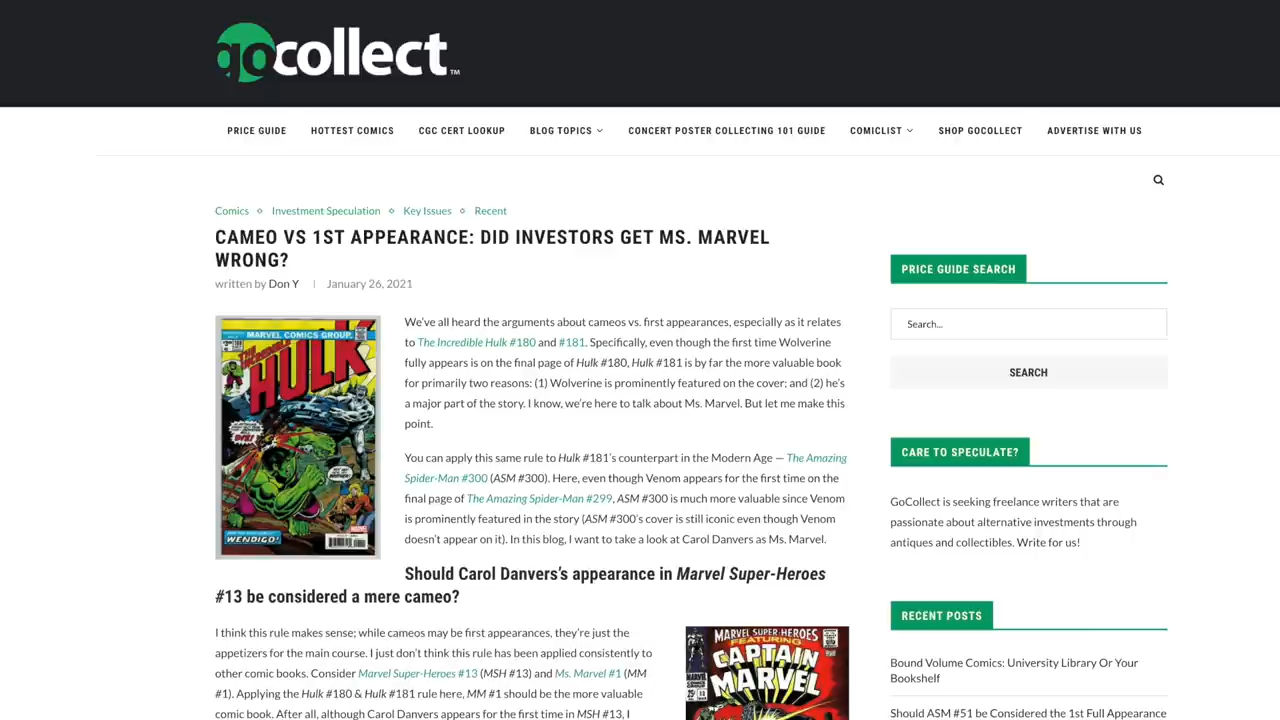 gocollect™
PRICE GUIDE
HOTTEST COMICS
CGC CERT LOOKUP
BLOG TOPICS
CONCERT POSTER COLLECTING 101 GUIDE
COMICLIST
SHOP GOCOLLECT
ADVERTISE WITH US
Comics ◇ Investment Speculation ◇ Key Issues ◇ Recent
CAMEO VS 1ST APPEARANCE: DID INVESTORS GET MS. MARVEL
WRONG?
written by Don Y | January 26, 2021
MARVEL COMICS GROUP
THE INCREDIBLE
HULK
WENDIGO!
We've all heard the arguments about cameos vs. first appearances, especially as it relates
to The Incredible Hulk #180 and #181. Specifically, even though the first time Wolverine
fully appears is on the final page of Hulk #180, Hulk #181 is by far the more valuable book
for primarily two reasons: (1) Wolverine is prominently featured on the cover; and (2) he's
a major part of the story. I know, we're here to talk about Ms. Marvel. But let me make this
point.
You can apply this same rule to Hulk #181's counterpart in the Modern Age — The Amazing
Spider-Man #300 (ASM #300). Here, even though Venom appears for the first time on the
final page of The Amazing Spider-Man #299, ASM #300 is much more valuable since Venom
is prominently featured in the story (ASM #300's cover is still iconic even though Venom
doesn't appear on it). In this blog, I want to take a look at Carol Danvers as Ms. Marvel.
Should Carol Danvers's appearance in Marvel Super-Heroes
#13 be considered a mere cameo?
I think this rule makes sense; while cameos may be first appearances, they're just the
appetizers for the main course. I just don't think this rule has been applied consistently to
other comic books. Consider Marvel Super-Heroes #13 (MSH #13) and Ms. Marvel #1 (MM
#1). Applying the Hulk #180 & Hulk #181 rule here, MM #1 should be the more valuable
comic book. After all, although Carol Danvers appears for the first time in MSH #13, I
MARVEL SUPER-HEROES
FEATURING
CAPTAIN
MARVEL
PRICE GUIDE SEARCH
Search...
SEARCH
CARE TO SPECULATE?
GoCollect is seeking freelance writers that are
passionate about alternative investments through
antiques and collectibles. Write for us!
RECENT POSTS
Bound Volume Comics: University Library Or Your
Bookshelf
Should ASM #51 be Considered the 1st Full Appearance